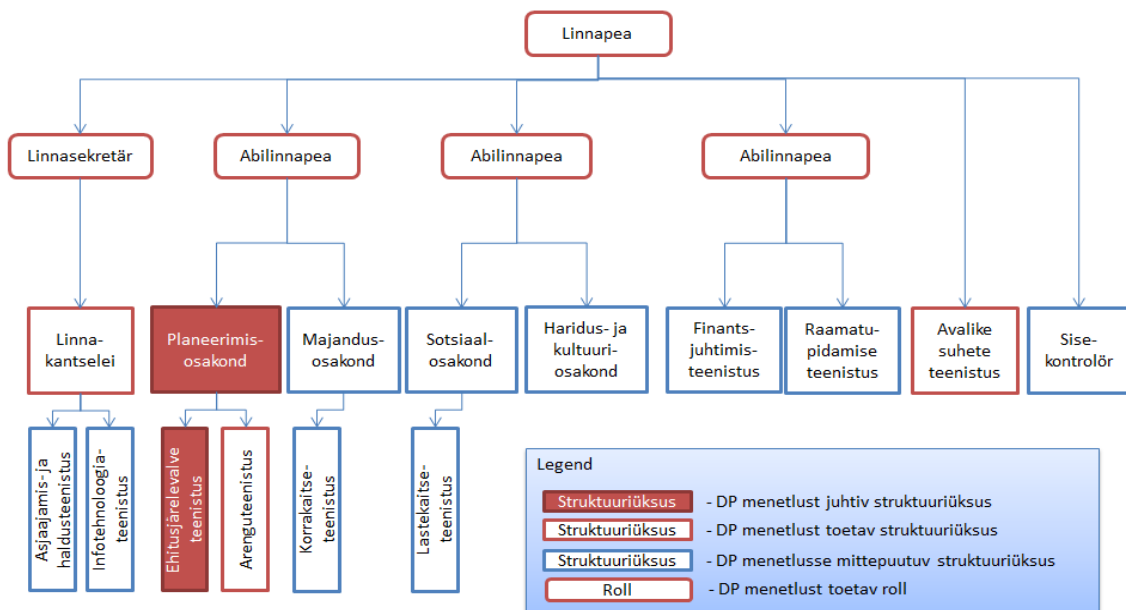 Linnapea
Linnasekretär
Abilinnapea
Abilinnapea
Abilinnapea
Linna-
kantselei
Planeerimis-
osakond
Majandus-
osakond
Sotsiaal-
osakond
Haridus- ja
kultuuri-
osakond
Finants-
juhtimis-
teenistus
Raamatu-
pidamise
teenistus
Avalike
suhete
teenistus
Sise-
kontrolör
Asjaajamis- ja
haldusteenistus
Infotehnoloogia-
teenistus
Ehitusjärelevalve
teenistus
Arenguteenistus
Korrakaitse-
teenistus
Lastekaitse-
teenistus
Legend
Struktuuriüksus - DP menetlust juhtiv struktuuriüksus
Struktuuriüksus - DP menetlust toetav struktuuriüksus
Struktuuriüksus - DP menetlusse mittepuutuv struktuuriüksus
Roll - DP menetlust toetav roll